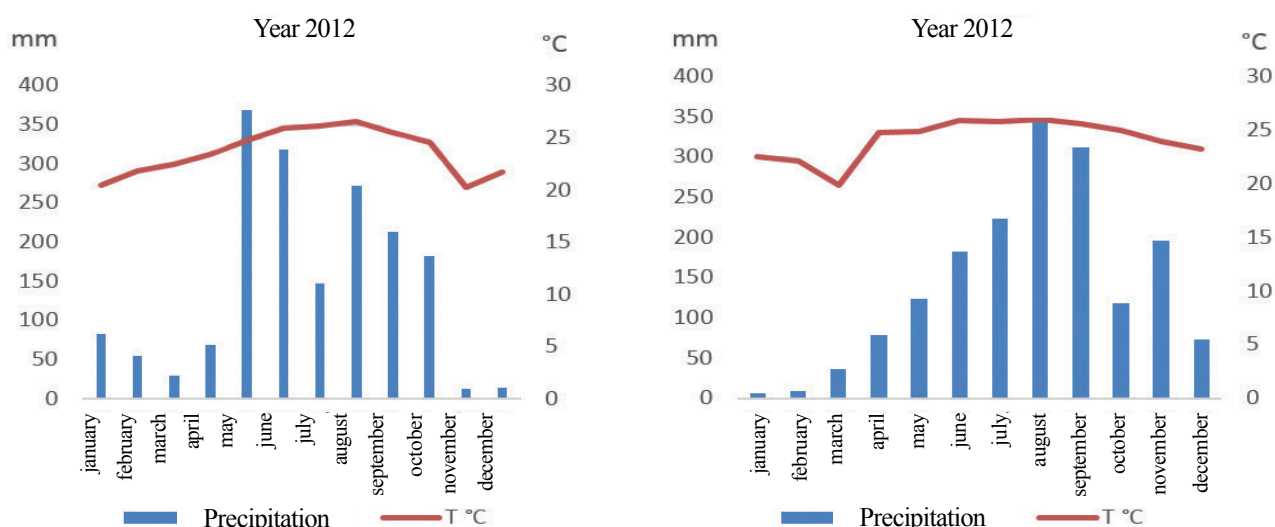 Year 2012
mm
°C
400
350
300
250
200
150
100
50
0
30
25
20
15
10
5
0
january
february
march
april
may
june
july
august
september
october
november
december
Precipitation
T °C
Year 2012
mm
°C
400
350
300
250
200
150
100
50
0
30
25
20
15
10
5
0
january
february
march
april
may
june
july
august
september
october
november
december
Precipitation
T °C